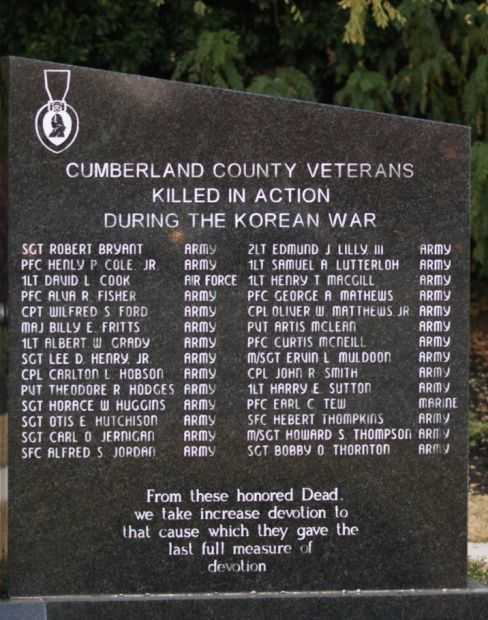 CUMBERLAND COUNTY VETERANS
KILLED IN ACTION
DURING THE KOREAN WAR
SGT ROBERT BRYANT ARMY
PFC HENLY P. COLE, JR. ARMY
1LT DAVID L. COOK AIR FORCE
PFC ALVA R. FISHER ARMY
CPT WILFRED S. FORD ARMY
MAJ BILLY E. FRITTS ARMY
1LT ALBERT W. GRADY ARMY
SGT LEE D. HENRY, JR. ARMY
CPL CARLTON L. HOBSON ARMY
PVT THEODORE R. HODGES ARMY
SGT HORACE W. HUGGINS ARMY
SGT OTIS E. HUTCHISON ARMY
SGT CARL O. JERNIGAN ARMY
SFC ALFRED S. JORDAN ARMY
2LT EDMUND J. LILLY, III ARMY
1LT SAMUEL A. LUTTERLOH ARMY
1LT HENRY T. MACGILL ARMY
PFC GEORGE A. MATHEWS ARMY
CPL OLIVER W. MATTHEWS, JR. ARMY
PVT ARTIS MCLEAN ARMY
PFC CURTIS MCNEILL ARMY
M/SGT ERVIN L. MULDOON ARMY
CPL JOHN R. SMITH ARMY
1LT HARRY E. SUTTON ARMY
PFC EARL C. TEW MARINE
SFC HEBERT THOMPKINS ARMY
M/SGT HOWARD S. THOMPSON ARMY
SGT BOBBY O. THORNTON ARMY
From these honored Dead,
we take increase devotion to
that cause which they gave the
last full measure of
devotion